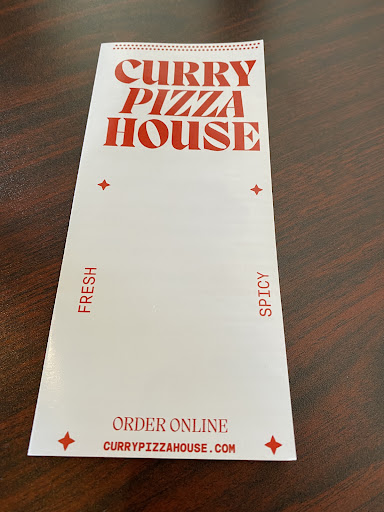 CURRY
PIZZA
HOUSE
FRESH
SPICY
ORDER ONLINE
CURRYPIZZAHOUSE.COM